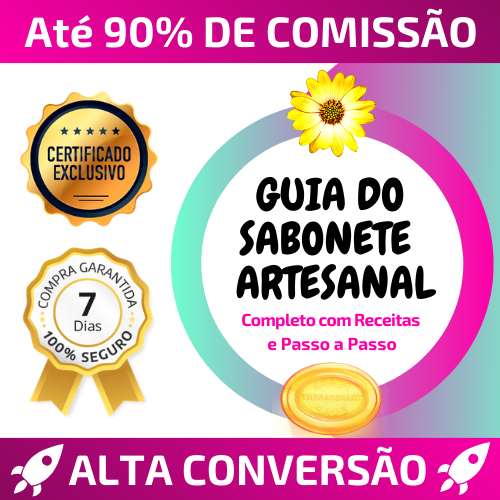 Até 90% DE COMISSÃO
CERTIFICADO
EXCLUSIVO
GUIA DO
SABONETE
ARTESANAL
Completo com Receitas
e Passo a Passo
COMPRA GARANTIDA
7
Dias
100% SEGURO
ALTA CONVERSÃO